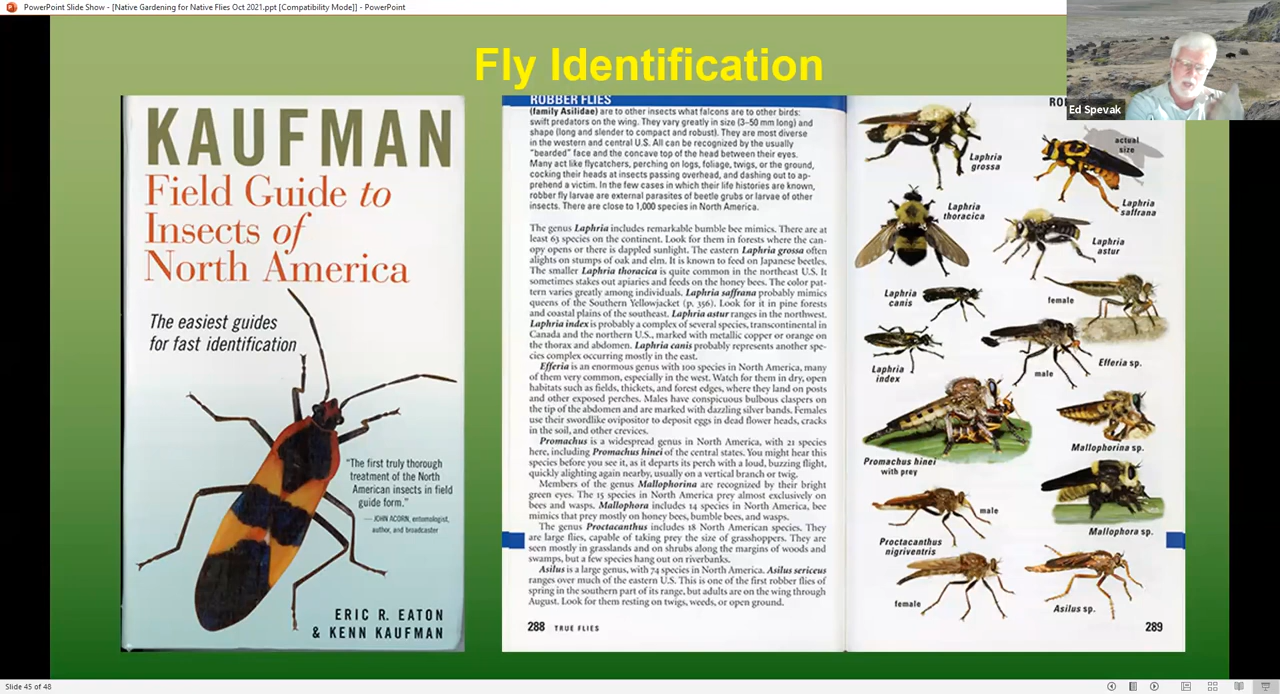 PowerPoint Slide Show - [Native Gardening for Native Flies Oct 2021.ppt [Compatibility Mode]] - PowerPoint
Fly Identification
Ed Spevak
KAUFMAN
Field Guide to
Insects of
North America
The easiest guides
for fast identification
"The first truly thorough
treatment of the North
American insects in field
guide form."
— JOHN ACORN, entomologist,
author, and broadcaster
ERIC R. EATON
& KENN KAUFMAN
ROBBER FLIES
(family Asilidae) are to other insects what falcons are to other birds:
swift predators on the wing. They vary greatly in size (3–50 mm long) and
shape (long and slender to compact and robust). They are most diverse
in the western and central U.S. All can be recognized by the usually
"bearded" face and the concave top of the head between their eyes.
Many act like flycatchers, perching on logs, foliage, twigs, or the ground,
cocking their heads at insects passing overhead, and dashing out to ap-
prehend a victim. In the few cases in which their life histories are known,
robber fly larvae are external parasites of beetle grubs or larvae of other
insects. There are close to 1,000 species in North America.
The genus Laphria includes remarkable bumble bee mimics. There are at
least 63 species on the continent. Look for them in forests where the can-
opy opens or there is dappled sunlight. The eastern Laphria grossa often
alights on stumps of oak and elm. It is known to feed on Japanese beetles.
The smaller Laphria thoracica is quite common in the northeast U.S. It
sometimes stakes out apiaries and feeds on the honey bees. The color pat-
tern varies greatly among individuals. Laphria saffrana probably mimics
queens of the Southern Yellowjacket (p. 356). Look for it in pine forests
and coastal plains of the southeast. Laphria astur ranges in the northwest.
Laphria index is probably a complex of several species, transcontinental in
Canada and the northern U.S., marked with metallic copper or orange on
the thorax and abdomen. Laphria canis probably represents another spe-
cies complex occurring mostly in the east.
Efferia is an enormous genus with 100 species in North America, many
of them very common, especially in the west. Watch for them in dry, open
habitats such as fields, thickets, and forest edges, where they land on posts
and other exposed perches. Males have conspicuous bulbous claspers on
the tip of the abdomen and are marked with dazzling silver bands. Females
use their swordlike ovipositor to deposit eggs in dead flower heads, cracks
in the soil, and other crevices.
Promachus is a widespread genus in North America, with 21 species
here, including Promachus hinei of the central states. You might hear this
species before you see it, as it departs its perch with a loud, buzzing flight,
quickly alighting again nearby, usually on a vertical branch or twig.
Members of the genus Mallophorina are recognized by their bright
green eyes. The 15 species in North America prey almost exclusively on
bees and wasps. Mallophora includes 14 species in North America, bee
mimics that prey mostly on honey bees, bumble bees, and wasps.
The genus Proctacanthus includes 18 North American species. They
are large flies, capable of taking prey the size of grasshoppers. They are
seen mostly in grasslands and on shrubs along the margins of woods and
swamps, but a few species hang out on riverbanks.
Asilus is a large genus, with 74 species in North America. Asilus sericeus
ranges over much of the eastern U.S. This is one of the first robber flies of
spring in the southern part of its range, but adults are on the wing through
August. Look for them resting on twigs, weeds, or open ground.
288 TRUE FLIES
RO
Laphria
grossa
actual
size
Laphria
saffrana
Laphria
thoracica
Laphria
astur
Laphria
canis
female
Efferia sp.
Laphria
index
male
Promachus hinei
with prey
Mallophorina sp.
male
Mallophora sp.
Proctacanthus
nigriventris
female
Asilus sp.
289
Slide 45 of 48